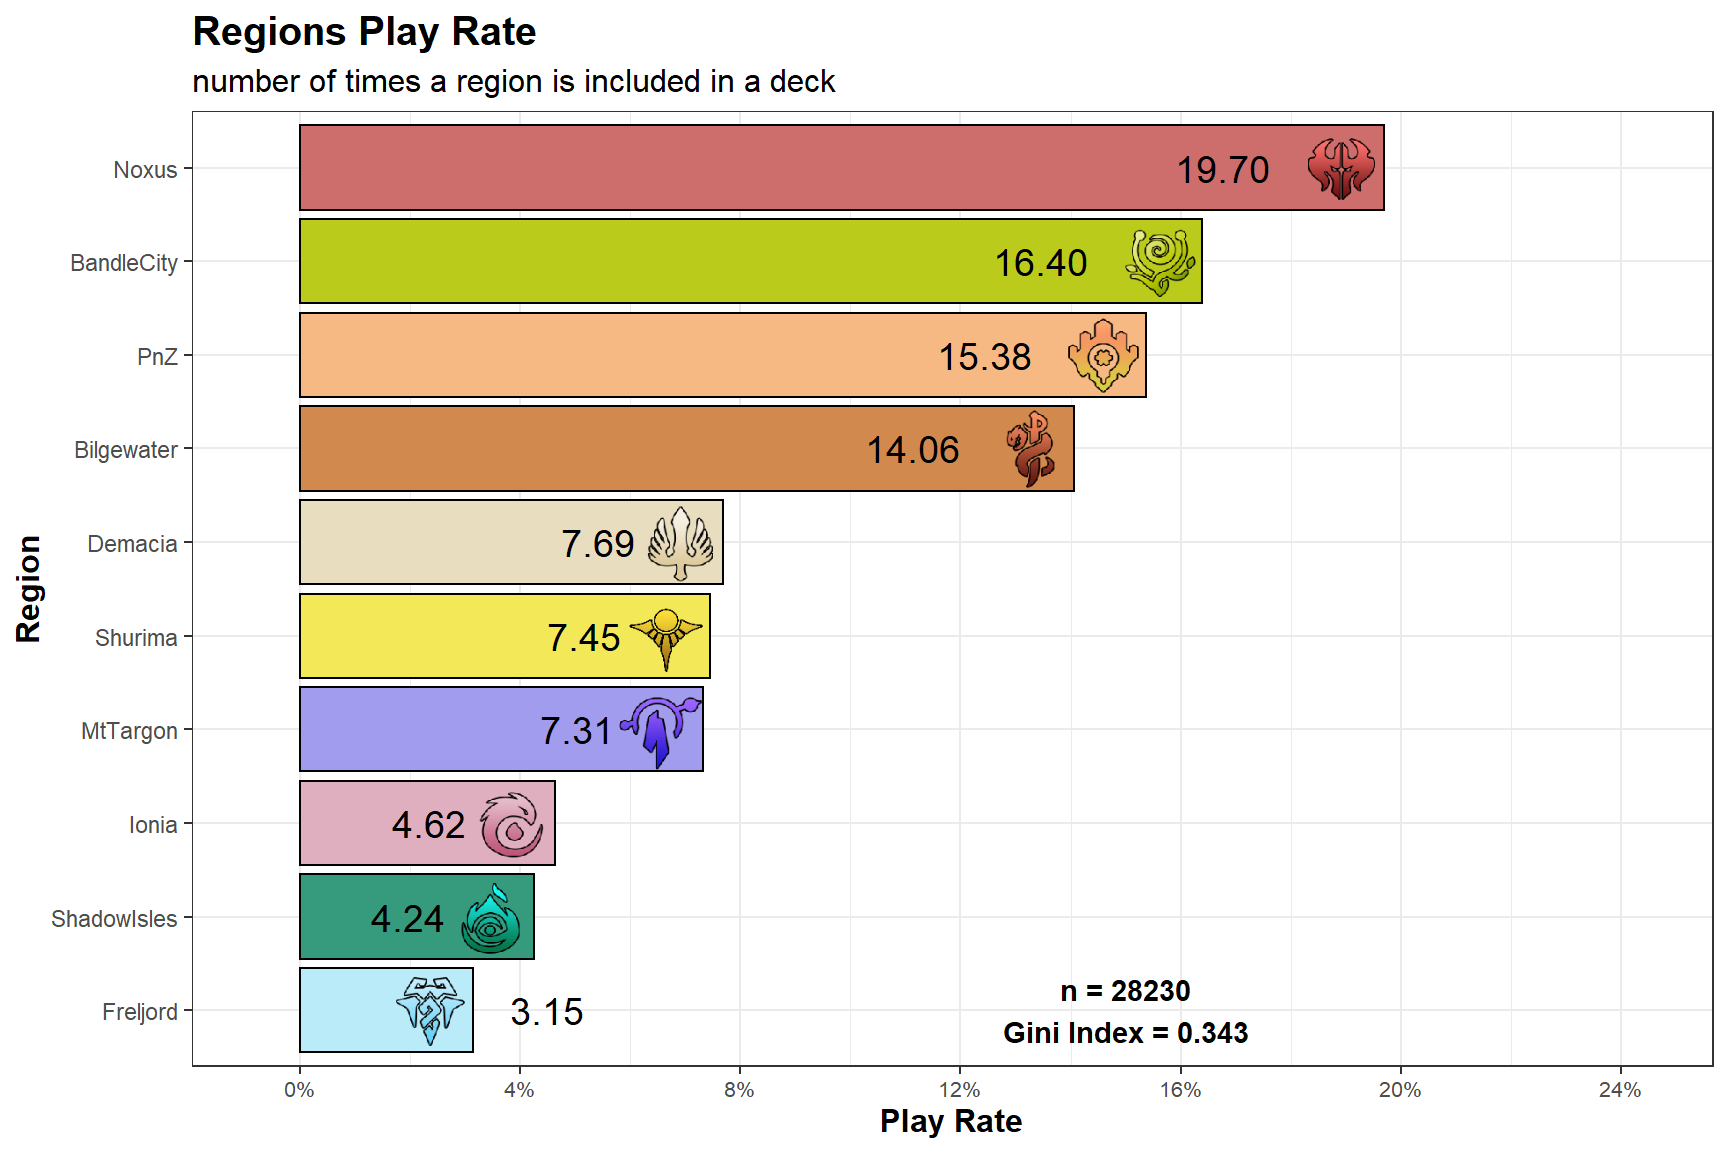 Regions Play Rate
number of times a region is included in a deck
Noxus
19.70
BandleCity
16.40
PnZ
15.38
Bilgewater
14.06
Demacia
7.69
Shurima
7.45
MtTargon
7.31
Ionia
4.62
ShadowIsles
4.24
Freljord
3.15
n = 28230
Gini Index = 0.343
Region
0% 4% 8% 12% 16% 20% 24%
Play Rate